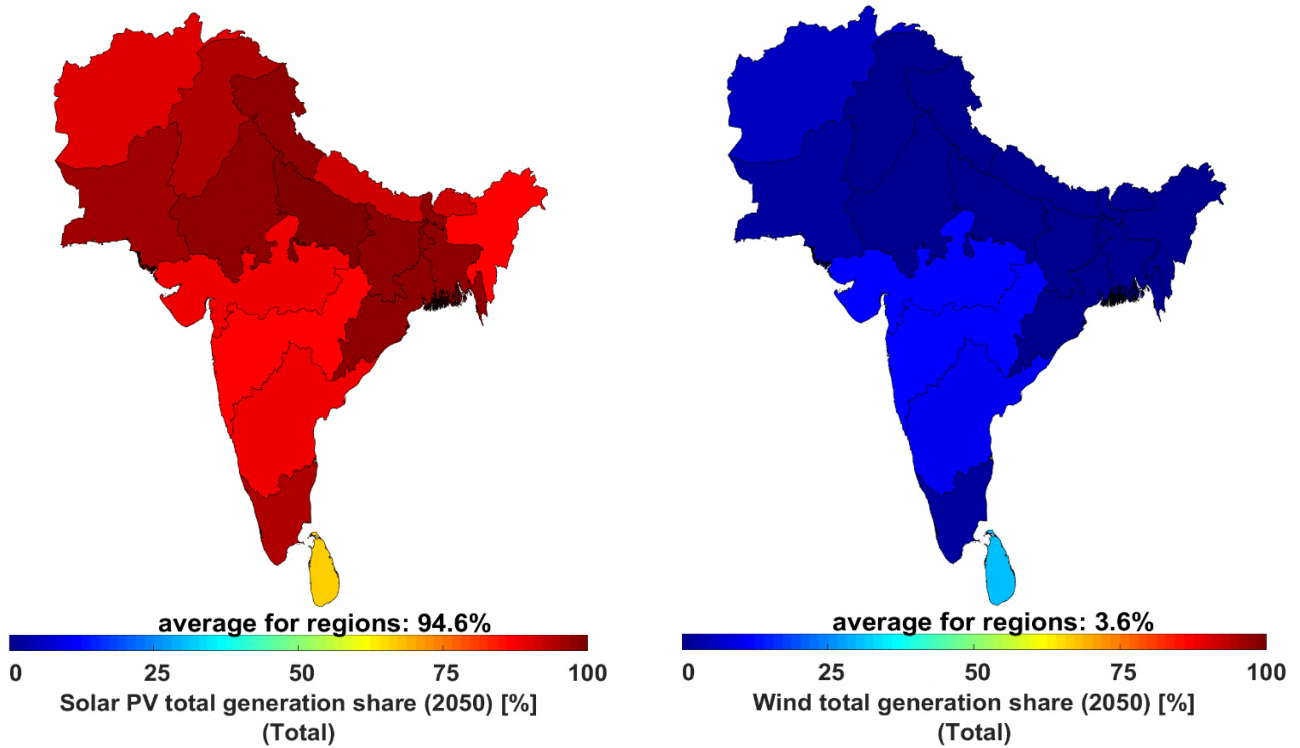 average for regions: 94.6%
0 25 50 75 100
Solar PV total generation share (2050) [%]
(Total)
average for regions: 3.6%
0 25 50 75 100
Wind total generation share (2050) [%]
(Total)